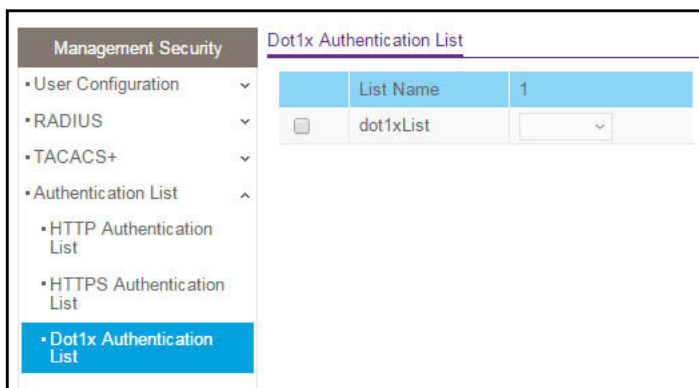 Management Security
User Configuration
RADIUS
TACACS+
Authentication List
HTTP Authentication
List
HTTPS Authentication
List
Dot1x Authentication
List
Dot1x Authentication List
List Name 1
dot1xList